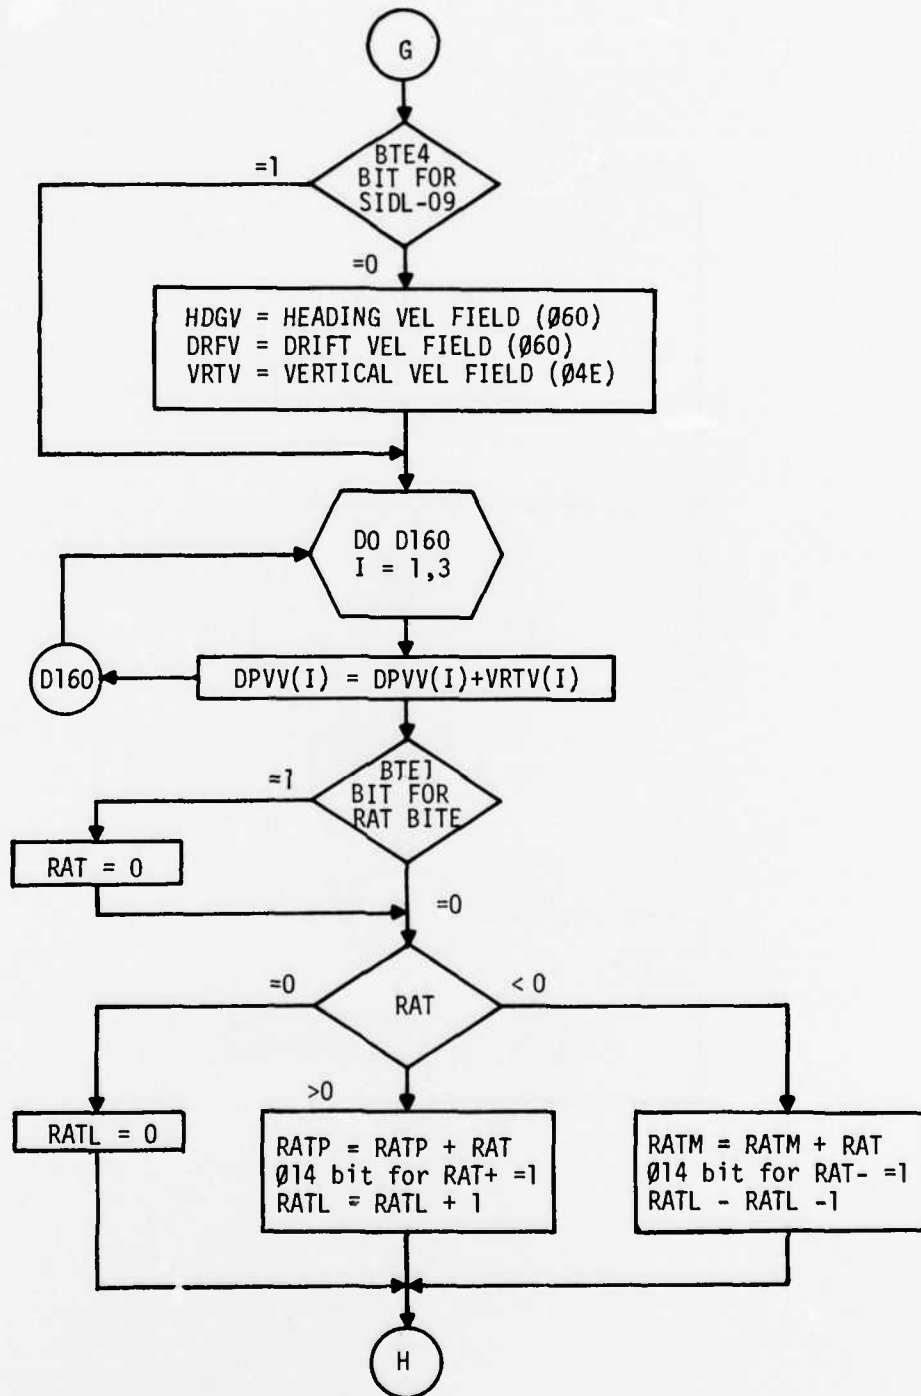 G
BTE4
BIT FOR
SIDL-09
=1
=0
HDGV = HEADING VEL FIELD (Ø60)
DRFV = DRIFT VEL FIELD (Ø60)
VRTV = VERTICAL VEL FIELD (Ø4E)
DO D160
I = 1,3
D160
DPVV(I) = DPVV(I)+VRTV(I)
=1
BTE1
BIT FOR
RAT BITE
RAT = 0
=0
=0
RAT
< 0
>0
RATL = 0
RATP = RATP + RAT
Ø14 bit for RAT+ =1
RATL = RATL + 1
RATM = RATM + RAT
Ø14 bit for RAT- =1
RATL - RATL -1
H